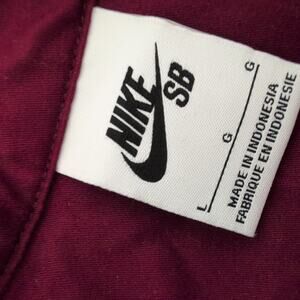 NIKE
SB
L G G
MADE IN INDONESIA
FABRIQUE EN INDONESIE